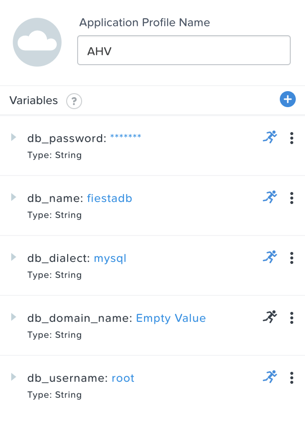 Application Profile Name
AHV
Variables ?
db_password: *******
Type: String
db_name: fiestadb
Type: String
db_dialect: mysql
Type: String
db_domain_name: Empty Value
Type: String
db_username: root
Type: String